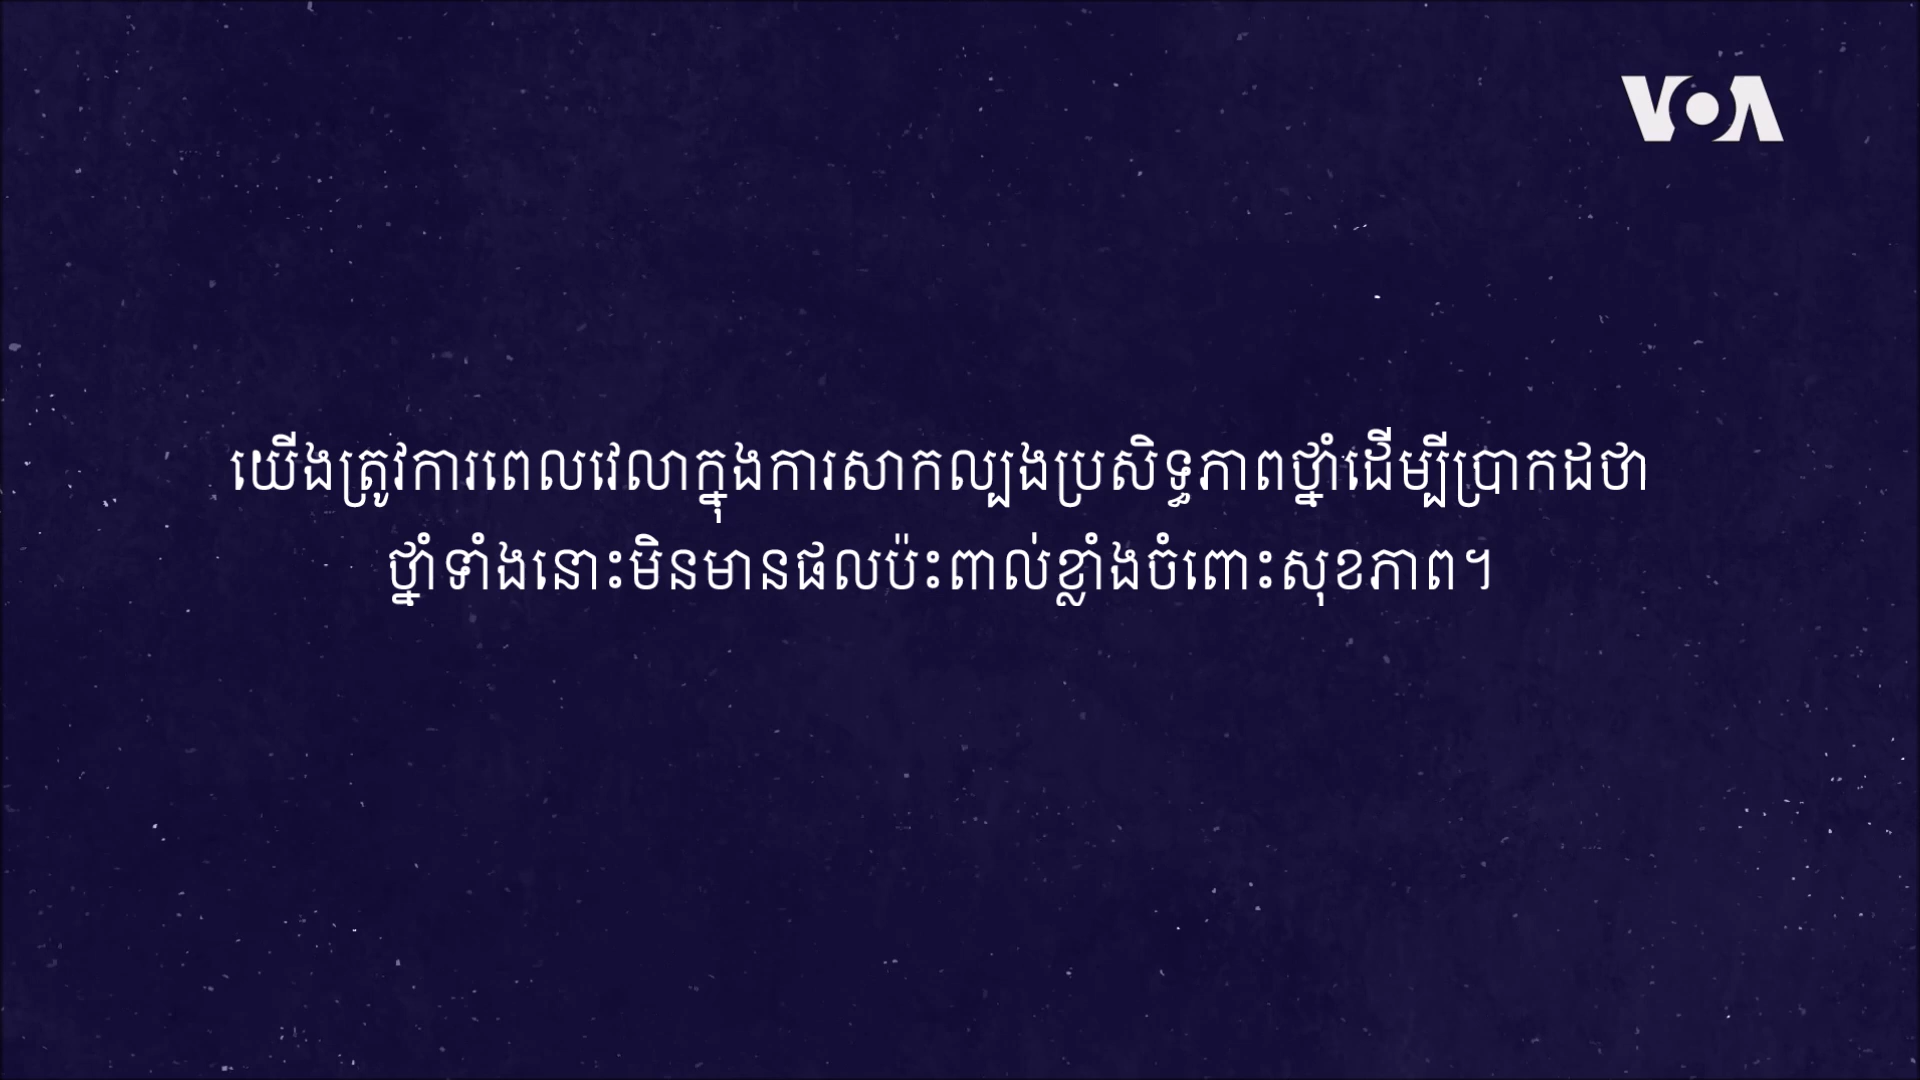 VOA
យើងត្រូវការពេលវេលាក្នុងការសាកល្បងប្រសិទ្ធភាពថ្នាំដើម្បីប្រាកដថា
ថ្នាំទាំងនោះមិនមានផលប៉ះពាល់ខ្លាំងចំពោះសុខភាព។